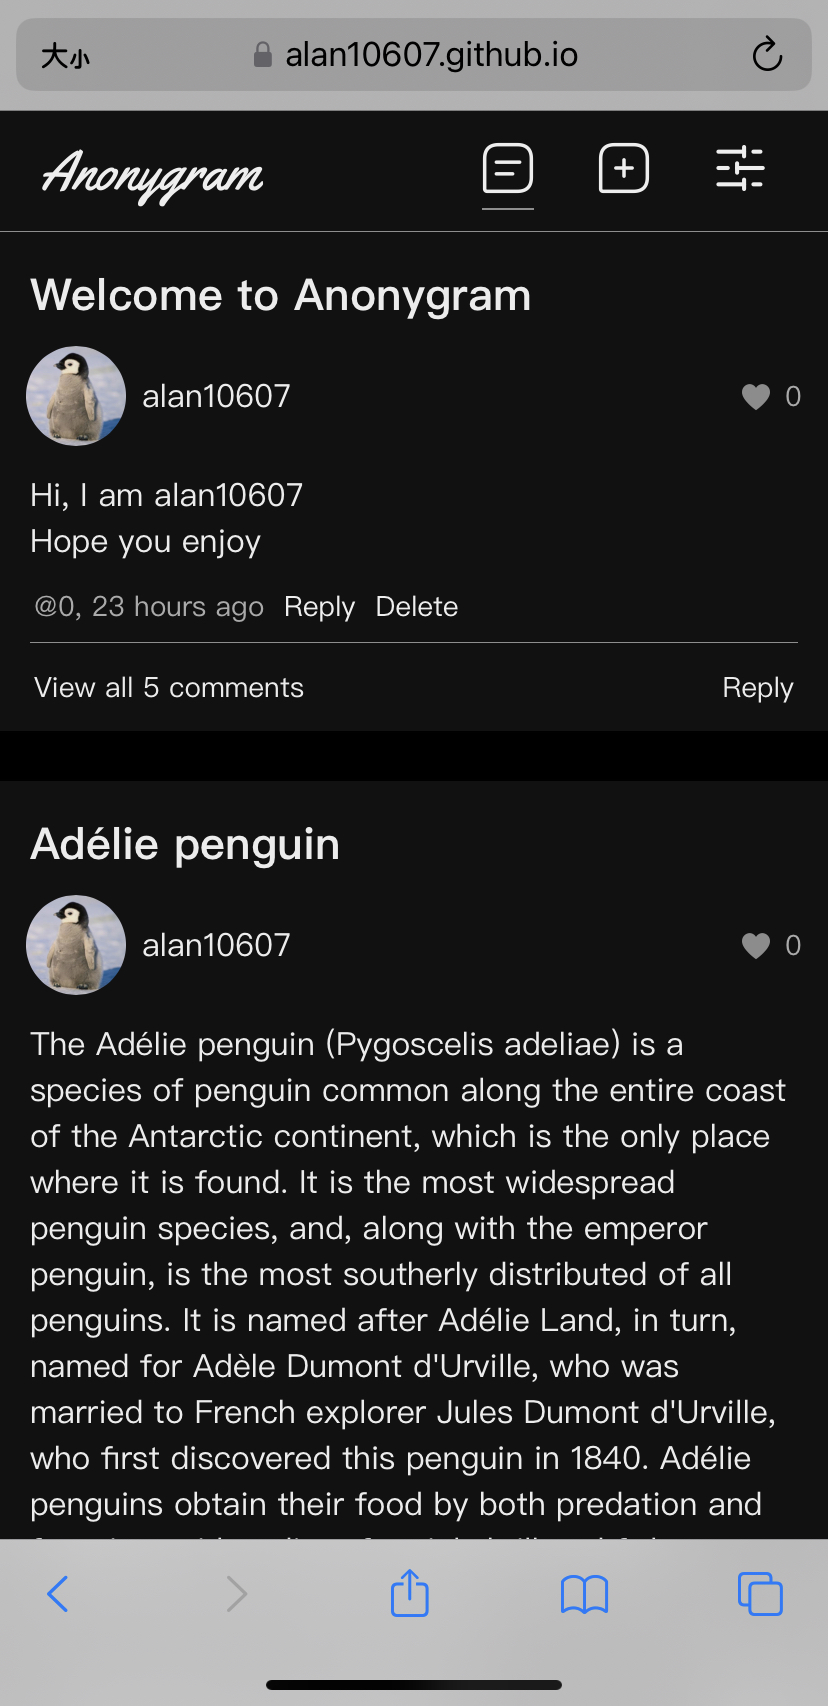 大小
alan10607.github.io
Anonygram
Welcome to Anonygram
alan10607
0
Hi, I am alan10607
Hope you enjoy
@0, 23 hours ago Reply Delete
View all 5 comments Reply
Adélie penguin
alan10607
0
The Adélie penguin (Pygoscelis adeliae) is a
species of penguin common along the entire coast
of the Antarctic continent, which is the only place
where it is found. It is the most widespread
penguin species, and, along with the emperor
penguin, is the most southerly distributed of all
penguins. It is named after Adélie Land, in turn,
named for Adèle Dumont d'Urville, who was
married to French explorer Jules Dumont d'Urville,
who first discovered this penguin in 1840. Adélie
penguins obtain their food by both predation and